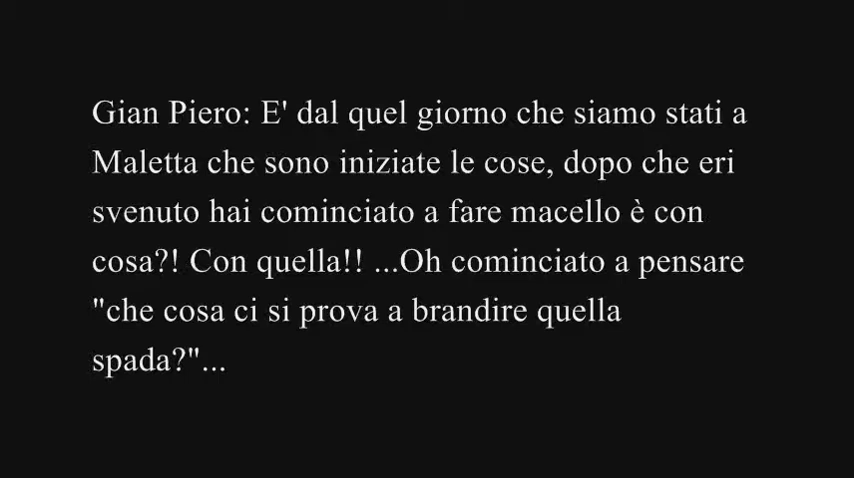 Gian Piero: E' dal quel giorno che siamo stati a
Maletta che sono iniziate le cose, dopo che eri
svenuto hai cominciato a fare macello è con
cosa?! Con quella!! ...Oh cominciato a pensare
"che cosa ci si prova a brandire quella
spada?"...